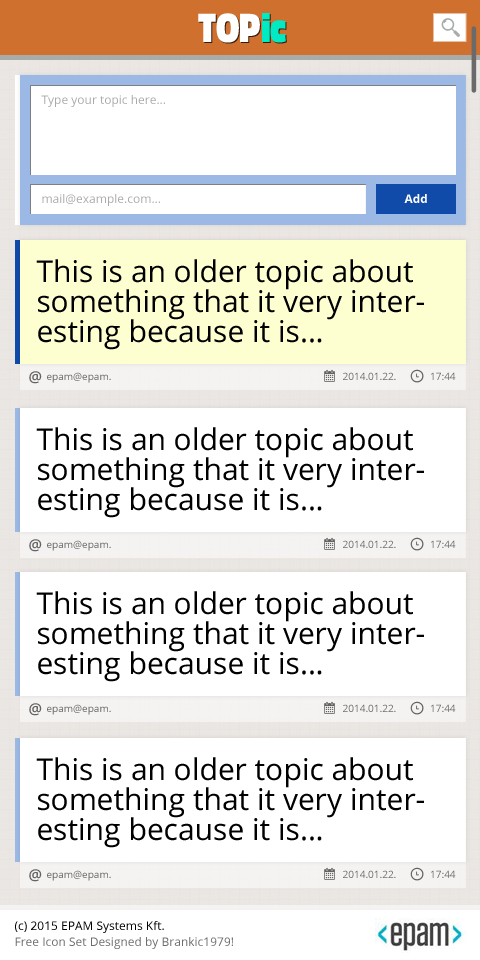 TOPic
Type your topic here...
mail@example.com...
Add
This is an older topic about
something that it very inter-
esting because it is...
@ epam@epam.
2014.01.22.
17:44
This is an older topic about
something that it very inter-
esting because it is...
@ epam@epam.
2014.01.22.
17:44
This is an older topic about
something that it very inter-
esting because it is...
@ epam@epam.
2014.01.22.
17:44
This is an older topic about
something that it very inter-
esting because it is...
@ epam@epam.
2014.01.22.
17:44
(c) 2015 EPAM Systems Kft.
Free Icon Set Designed by Brankic1979!
<epam>